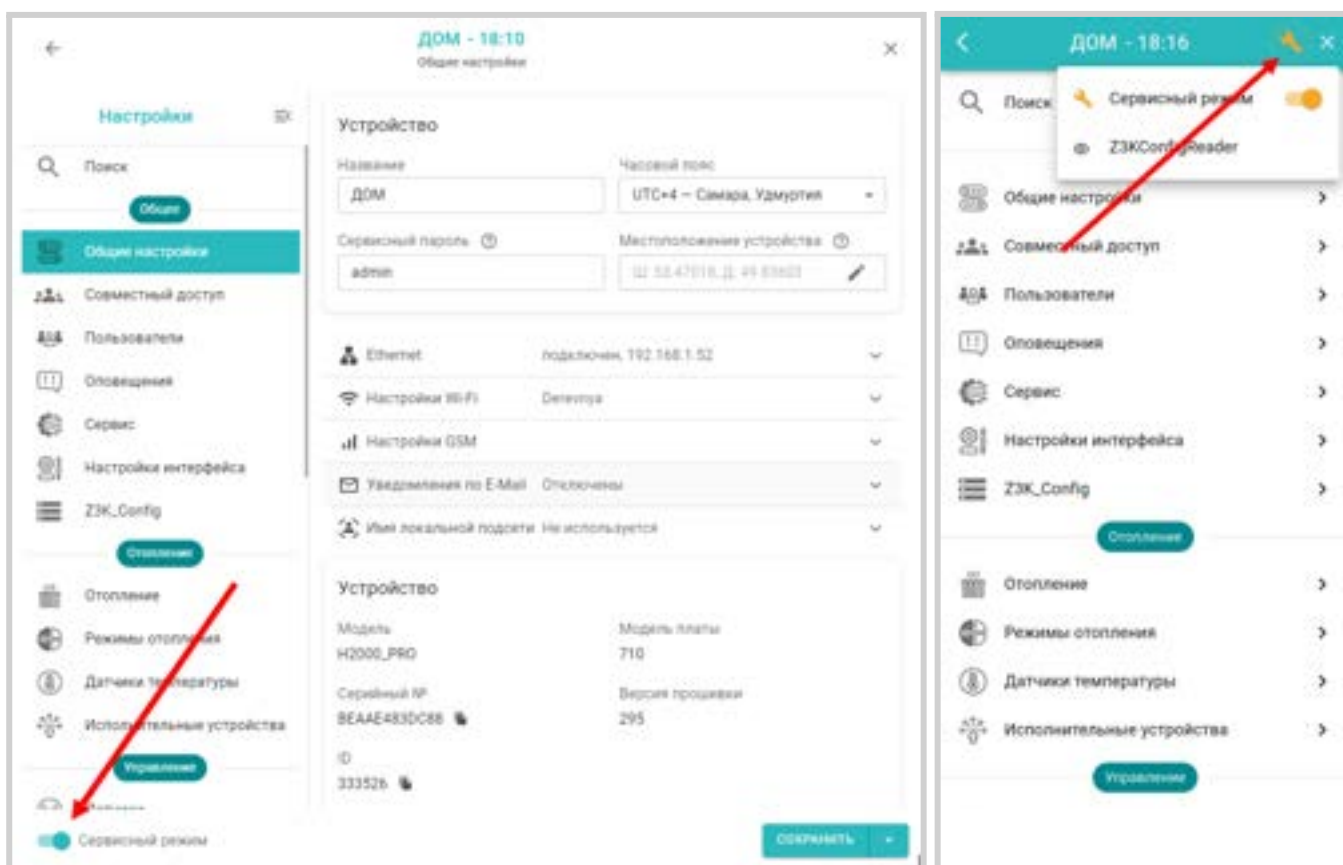 ДОМ - 18:10
Общие настройки
Настройки
Поиск
Общие
Общие настройки
Совместный доступ
Пользователи
Оповещения
Сервис
Настройки интерфейса
Z3K_Config
Отопление
Отопление
Режимы отопления
Датчики температуры
Исполнительные устройства
Управление
Сервисный режим
Устройство
Название
Часовой пояс
ДОМ
UTC+4 — Самара, Удмуртия
Сервисный пароль
Местоположение устройства
admin
Ethernet
подключен, 192.168.1.52
Настройки Wi-Fi
Derevnya
Настройки GSM
Уведомления по E-Mail
Отключены
Имя локальной подсети
Не используется
Устройство
Модель
Модель платы
H2000_PRO
710
Серийный №
Версия прошивки
BEAAE483DC88
295
ID
333526
СОХРАНИТЬ
ДОМ - 18:16
Поиск
Сервисный режим
Z3KConfigReader
Общие настройки
Совместный доступ
Пользователи
Оповещения
Сервис
Настройки интерфейса
Z3K_Config
Отопление
Отопление
Режимы отопления
Датчики температуры
Исполнительные устройства
Управление